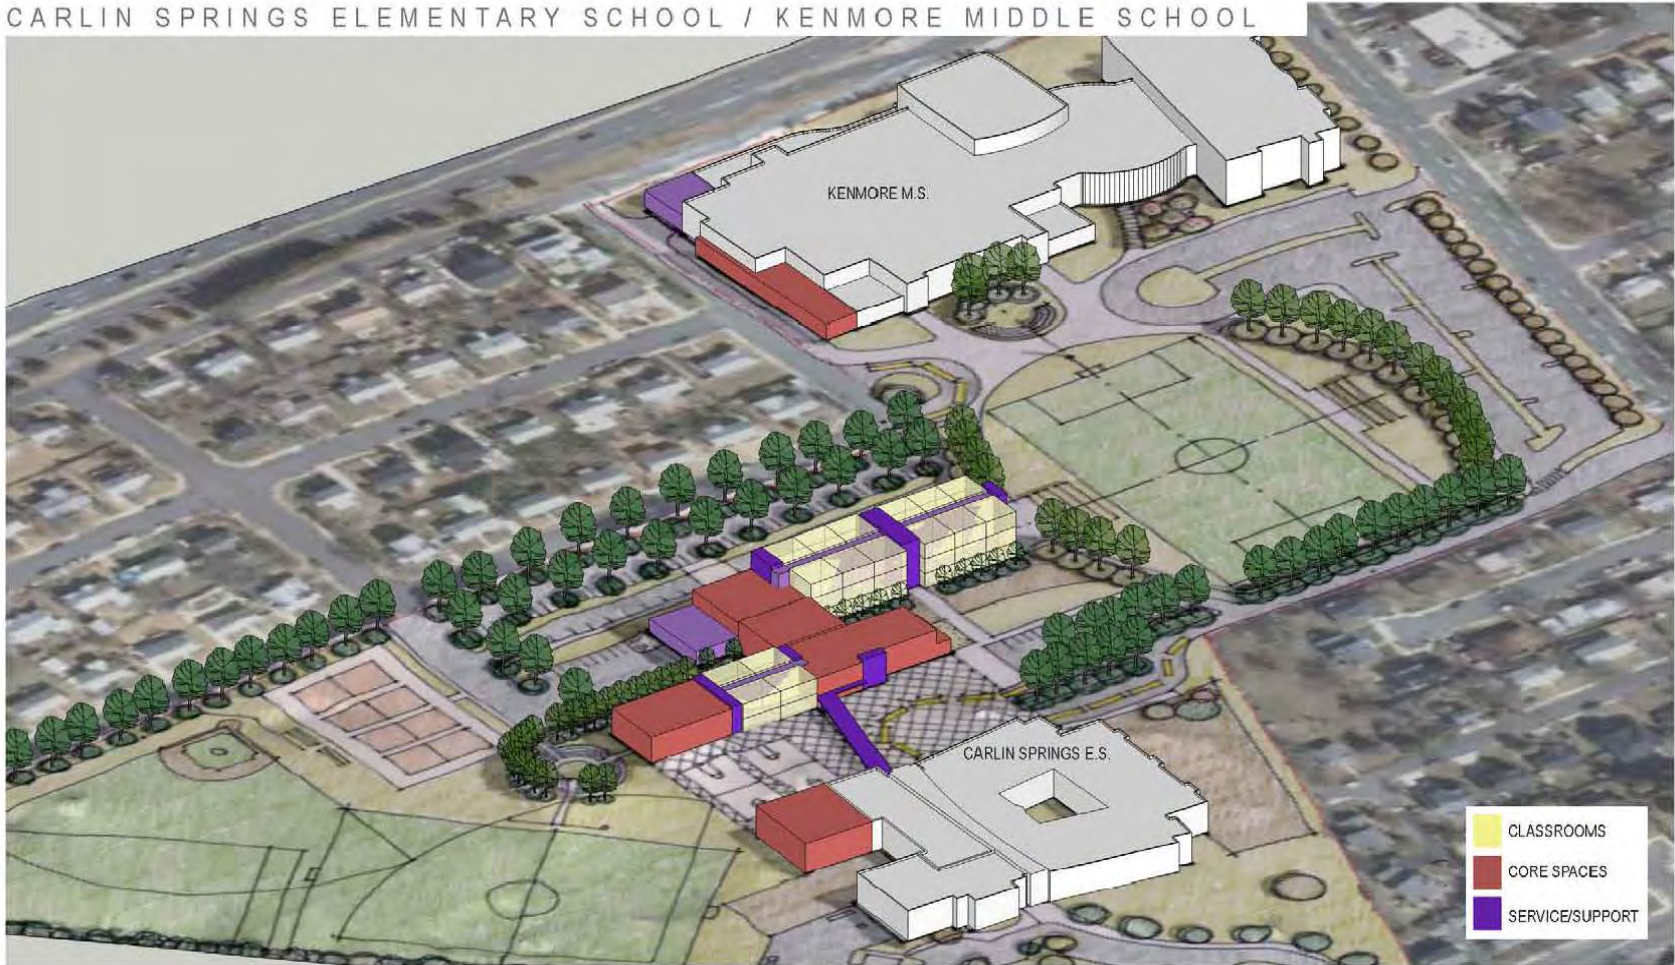 CARLIN SPRINGS ELEMENTARY SCHOOL / KENMORE MIDDLE SCHOOL
KENMORE M.S.
CARLIN SPRINGS E.S.
CLASSROOMS
CORE SPACES
SERVICE/SUPPORT